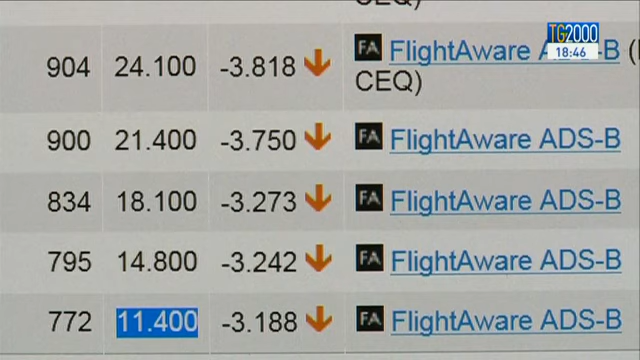 CEQ)
TG2000
18:46
904 24.100 -3.818 FA FlightAware ADS-B (
CEQ)
900 21.400 -3.750 FA FlightAware ADS-B
834 18.100 -3.273 FA FlightAware ADS-B
795 14.800 -3.242 FA FlightAware ADS-B
772 11.400 -3.188 FA FlightAware ADS-B